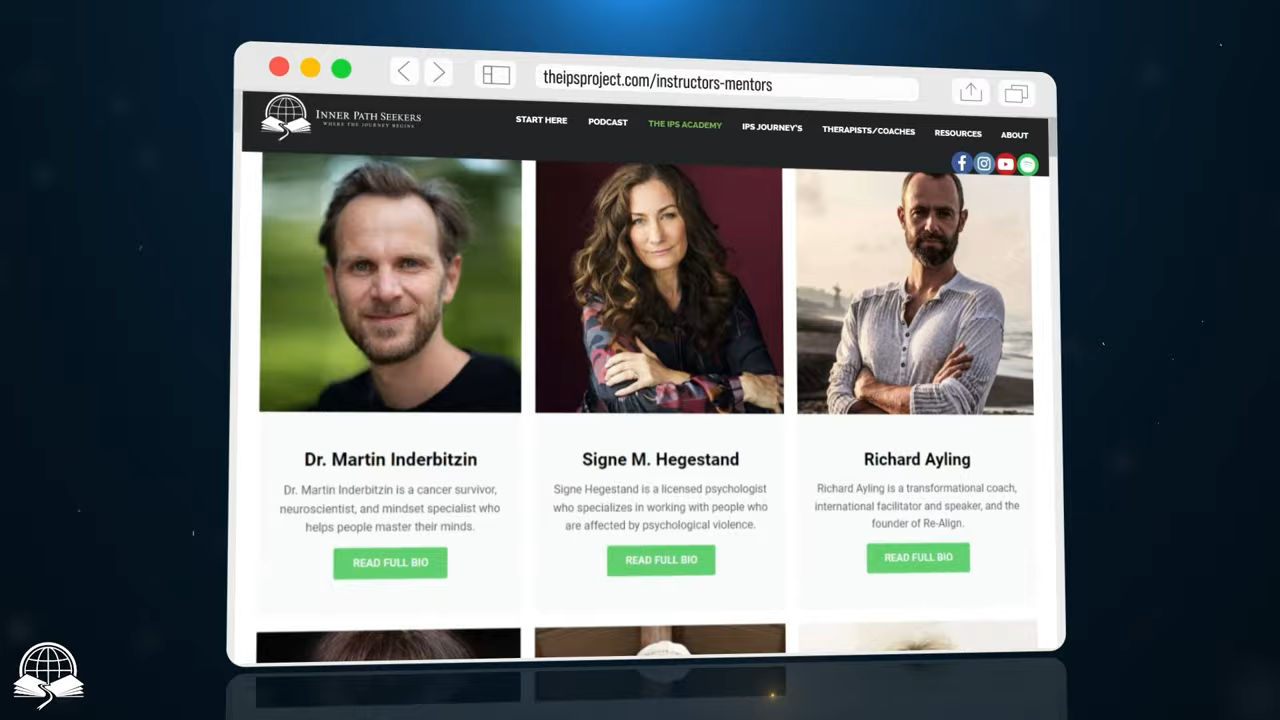 theipsproject.com/instructors-mentors
INNER PATH SEEKERS
WHERE THE JOURNEY BEGINS
START HERE PODCAST THE IPS ACADEMY IPS JOURNEY'S THERAPISTS/COACHES RESOURCES ABOUT
Dr. Martin Inderbitzin
Dr. Martin Inderbitzin is a cancer survivor,
neuroscientist, and mindset specialist who
helps people master their minds.
READ FULL BIO
Signe M. Hegestand
Signe Hegestand is a licensed psychologist
who specializes in working with people who
are affected by psychological violence.
READ FULL BIO
Richard Ayling
Richard Ayling is a transformational coach,
international facilitator and speaker, and the
founder of Re-Align.
READ FULL BIO